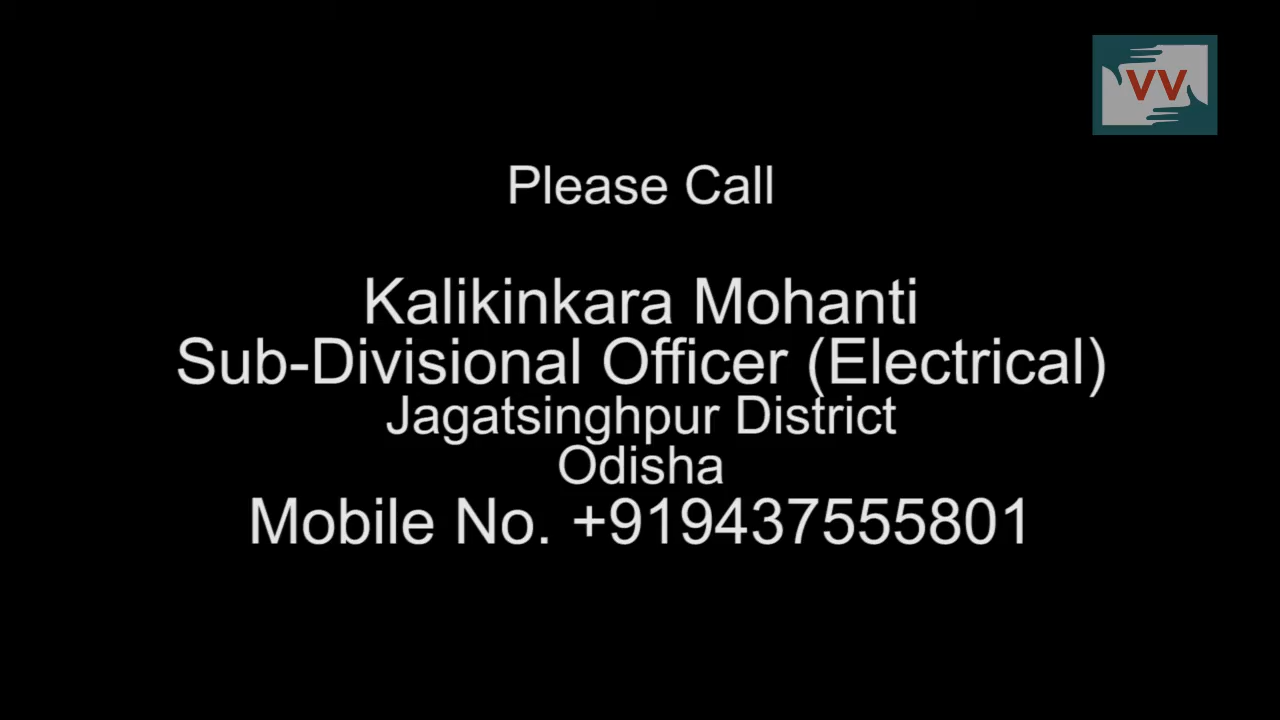 VV
Please Call
Kalikinkara Mohanti
Sub-Divisional Officer (Electrical)
Jagatsinghpur District
Odisha
Mobile No. +919437555801